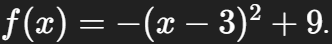 f(x) = −(x − 3)² + 9.